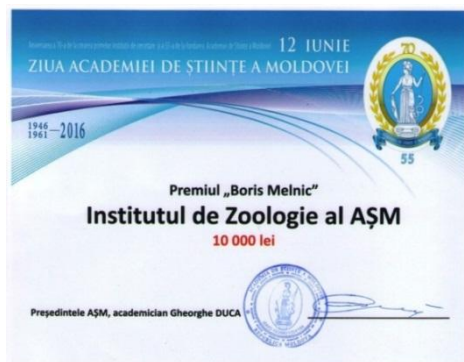 12 IUNIE
ZIUA ACADEMIEI DE ȘTIINȚE A MOLDOVEI
70
1946
1961 —2016
55
Premiul „Boris Melnic”
Institutul de Zoologie al AȘM
10 000 lei
Președintele AȘM, academician Gheorghe DUCA